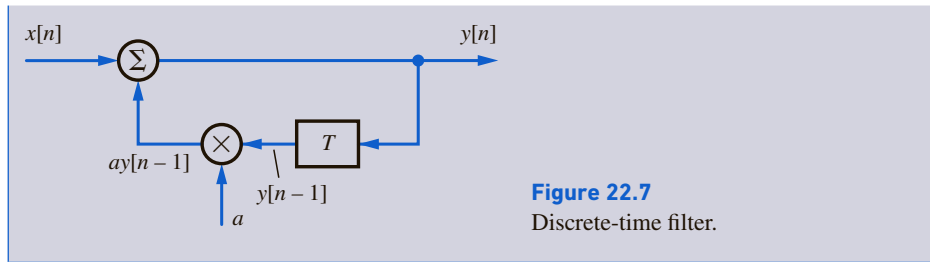 x[n]
y[n]
Σ
T
×
ay[n – 1]
y[n – 1]
a
Figure 22.7
Discrete-time filter.